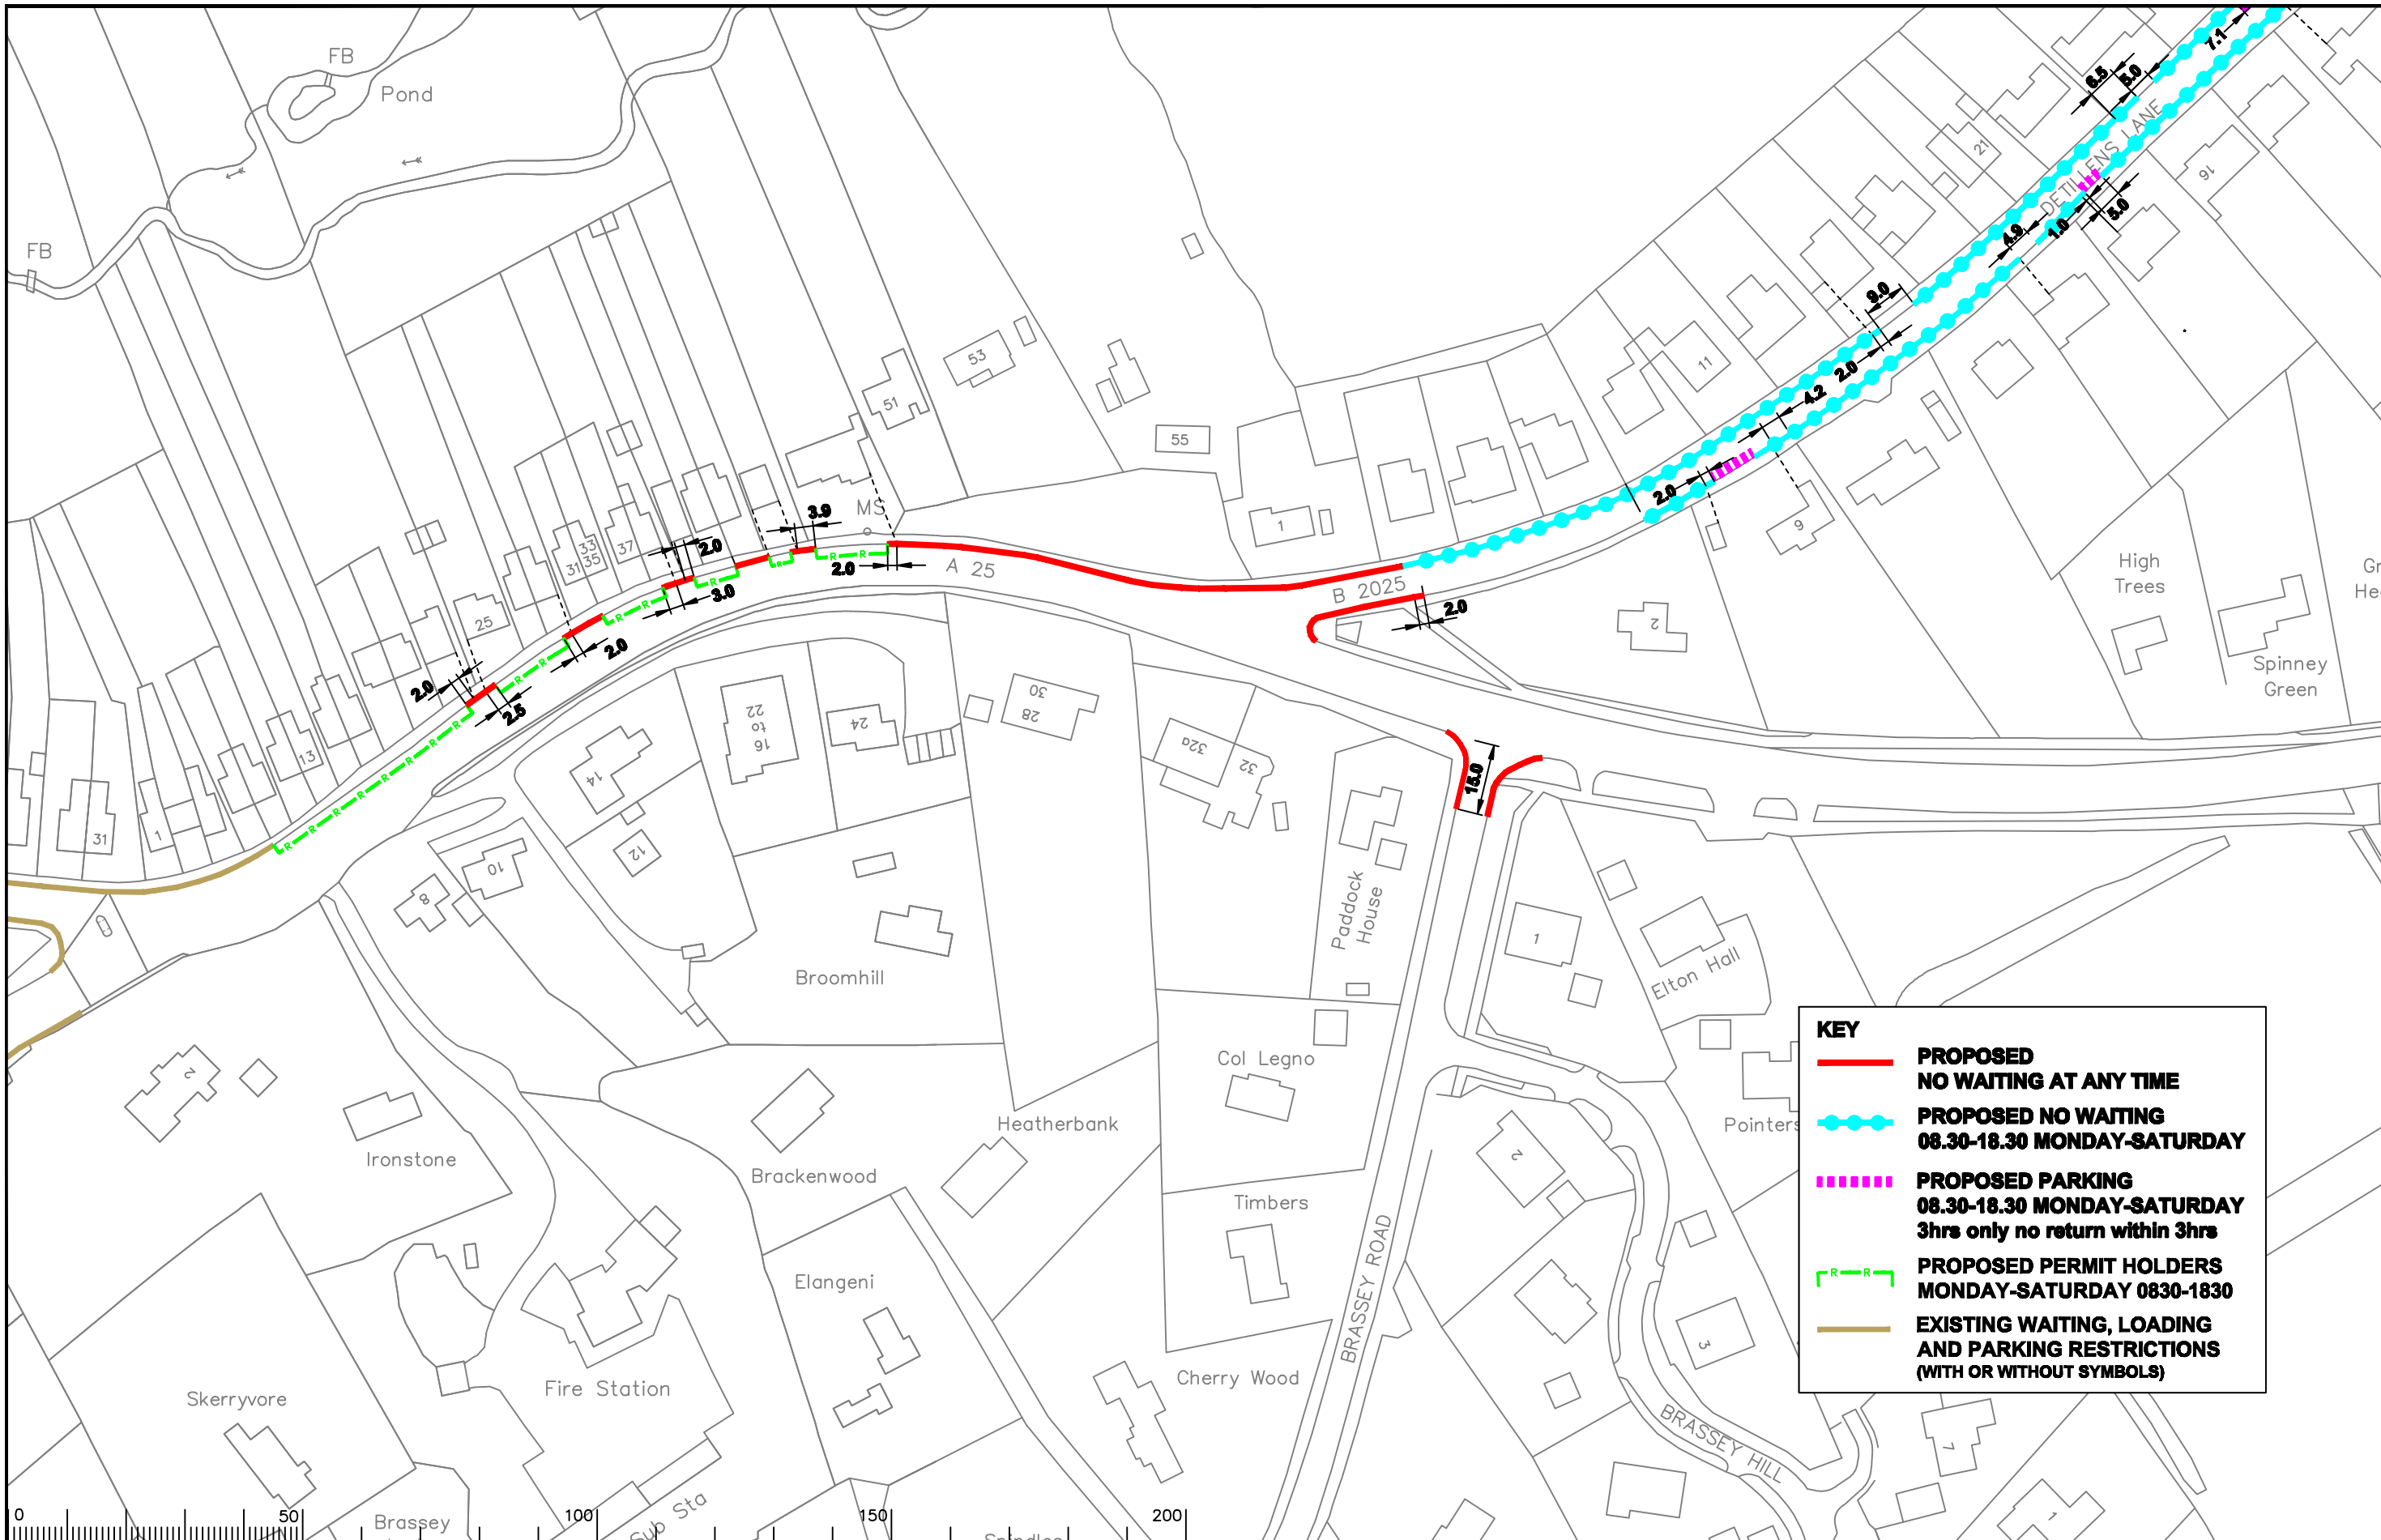 FB
Pond
FB
7.1
6.5
5.0
DETILLENS LANE
21
16
5.0
1.0
4.9
9.0
2.0
4.2
11
2.0
9
53
51
55
1
MS
3.9
33
31 35
37
2.0
2.0
3.0
A 25
B 2025
2.0
2
High
Trees
Spinney
Green
25
2.0
2.0
2.5
13
1
31
22
to
16
24
14
12
10
8
30
28
32a
32
15.0
Paddock
House
1
Elton Hall
Broomhill
2
Ironstone
Col Legno
Heatherbank
Brackenwood
Timbers
Elangeni
Cherry Wood
Fire Station
Skerryvore
Brassey
Sub Sta
BRASSEY ROAD
BRASSEY HILL
2
3
7
1
Pointers
KEY
PROPOSED
NO WAITING AT ANY TIME
PROPOSED NO WAITING
08.30-18.30 MONDAY-SATURDAY
PROPOSED PARKING
08.30-18.30 MONDAY-SATURDAY
3hrs only no return within 3hrs
R R
PROPOSED PERMIT HOLDERS
MONDAY-SATURDAY 0830-1830
EXISTING WAITING, LOADING
AND PARKING RESTRICTIONS
(WITH OR WITHOUT SYMBOLS)
0 50 100 150 200